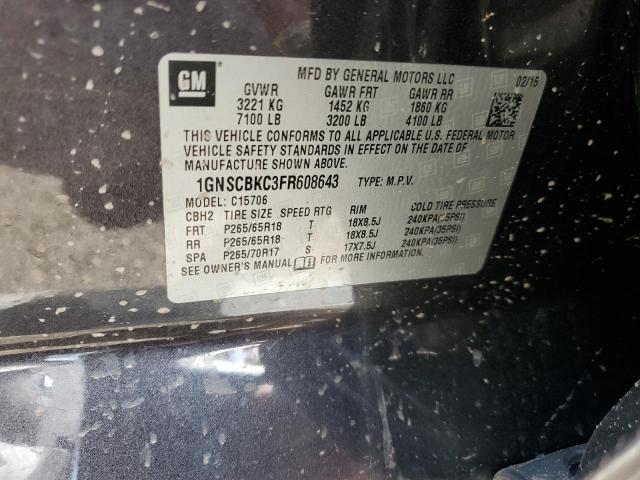 GM
MFD BY GENERAL MOTORS LLC
02/15
GVWR GAWR FRT GAWR RR
3221 KG 1452 KG 1860 KG
7100 LB 3200 LB 4100 LB
THIS VEHICLE CONFORMS TO ALL APPLICABLE U.S. FEDERAL MOTOR
VEHICLE SAFETY STANDARDS IN EFFECT ON THE DATE OF
MANUFACTURE SHOWN ABOVE.
1GNSCBKC3FR608643 TYPE: M.P.V.
MODEL: C15706
CBH2 TIRE SIZE SPEED RTG RIM COLD TIRE PRESSURE
FRT P265/65R18 T 18X8.5J 240KPA(35PSI)
RR P265/65R18 T 18X8.5J 240KPA(35PSI)
SPA P265/70R17 S 17X7.5J 240KPA(35PSI)
SEE OWNER'S MANUAL FOR MORE INFORMATION.